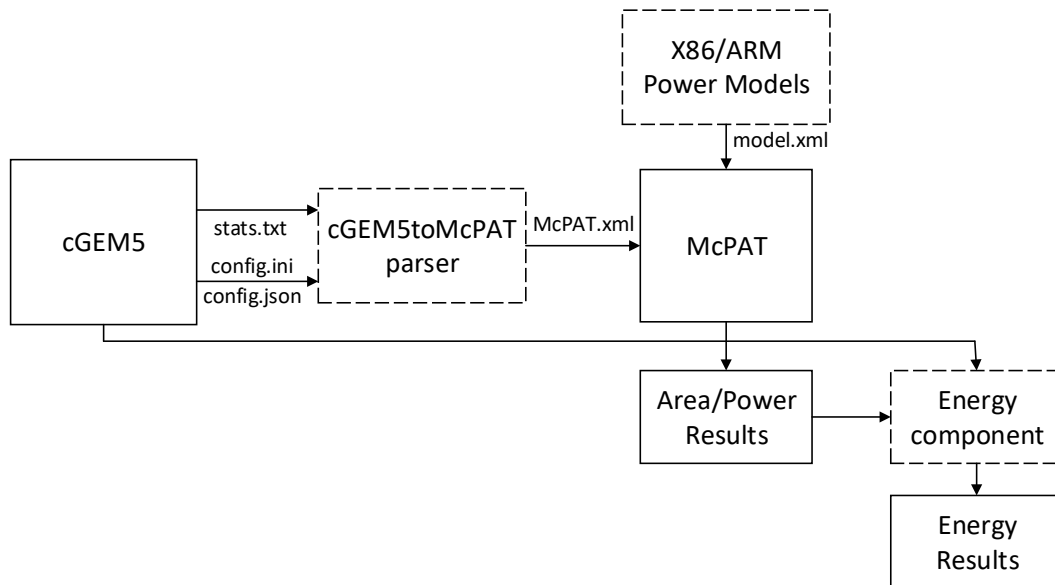 X86/ARM
Power Models
model.xml
cGEM5
stats.txt
config.ini
config.json
cGEM5toMcPAT
parser
McPAT.xml
McPAT
Area/Power
Results
Energy
component
Energy
Results